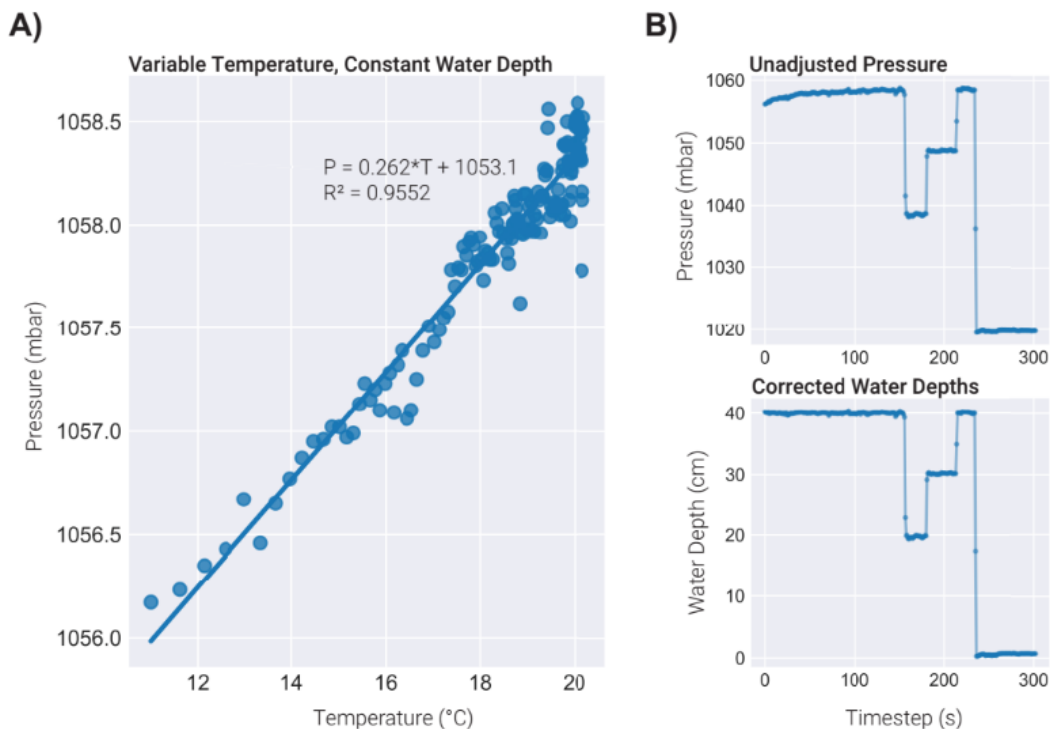 A)
Variable Temperature, Constant Water Depth
P = 0.262*T + 1053.1
R² = 0.9552
1058.5
1058.0
1057.5
1057.0
1056.5
1056.0
Pressure (mbar)
12 14 16 18 20
Temperature (°C)
B)
Unadjusted Pressure
1060
1050
1040
1030
1020
Pressure (mbar)
0 100 200 300
Corrected Water Depths
40
30
20
10
0
Water Depth (cm)
0 100 200 300
Timestep (s)